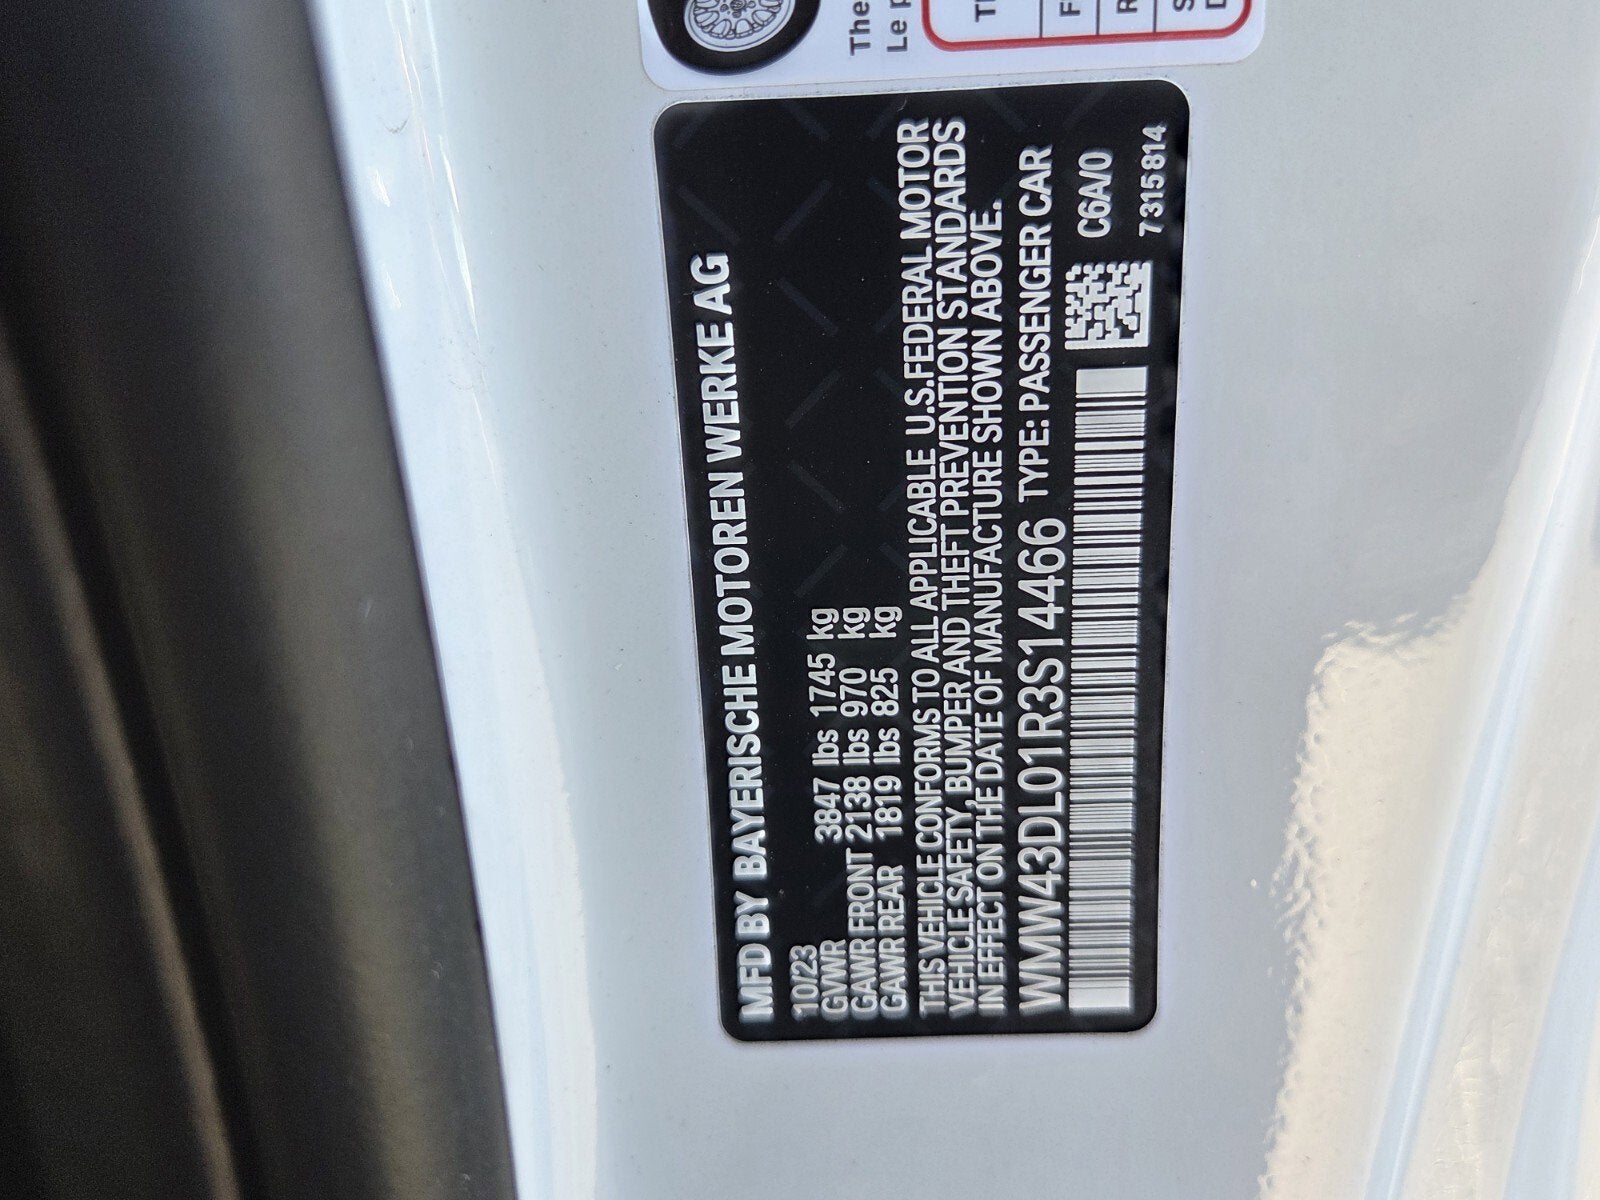 MFD BY BAYERISCHE MOTOREN WERKE AG
10/23
GVWR 3847 lbs 1745 kg
GAWR FRONT 2138 lbs 970 kg
GAWR REAR 1819 lbs 825 kg
THIS VEHICLE CONFORMS TO ALL APPLICABLE U.S.FEDERAL MOTOR
VEHICLE SAFETY, BUMPER AND THEFT PREVENTION STANDARDS
IN EFFECT ON THE DATE OF MANUFACTURE SHOWN ABOVE.
WMW43DL01R3S14466 TYPE: PASSENGER CAR
C6A/0
7315814
The
Le